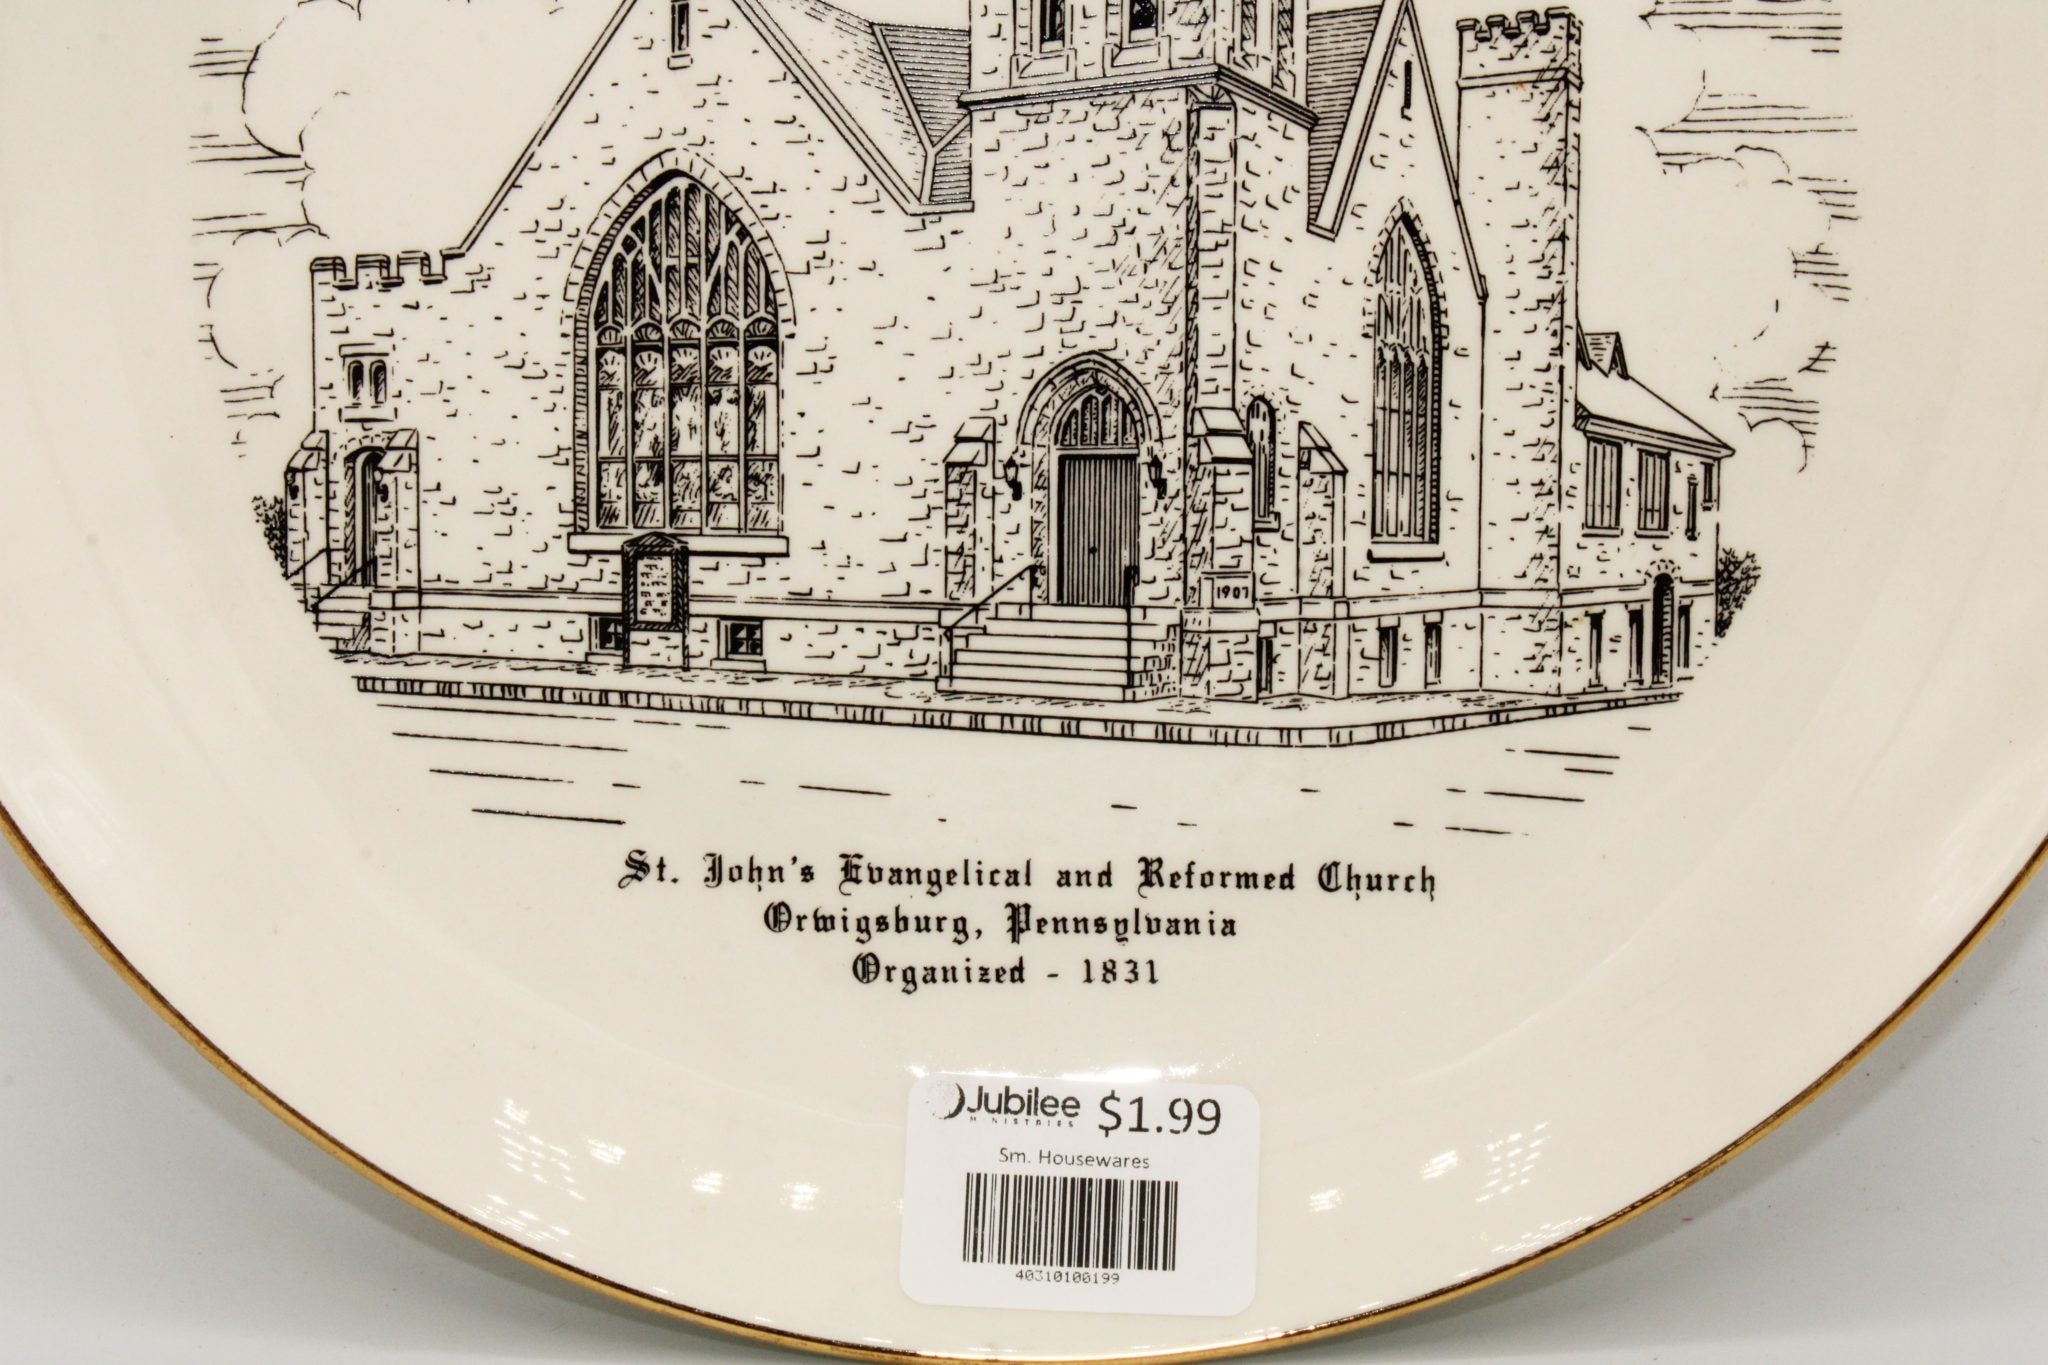 1907
St. John's Evangelical and Reformed Church
Orwigsburg, Pennsylvania
Organized - 1831
Jubilee $1.99
MINISTRIES
Sm. Housewares
40310100199